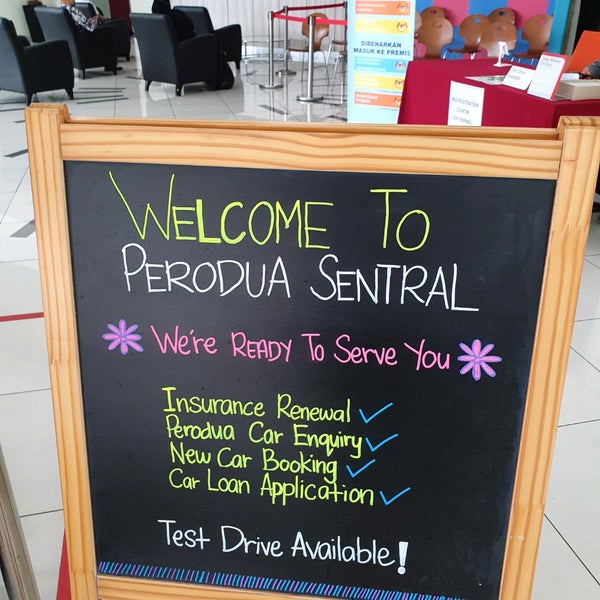 DIBENARKAN
MASUK KE PREMIS
WELCOME TO
PERODUA SENTRAL
We're READY To Serve You
Insurance Renewal ✓
Perodua Car Enquiry ✓
New Car Booking ✓
Car Loan Application ✓
Test Drive Available!